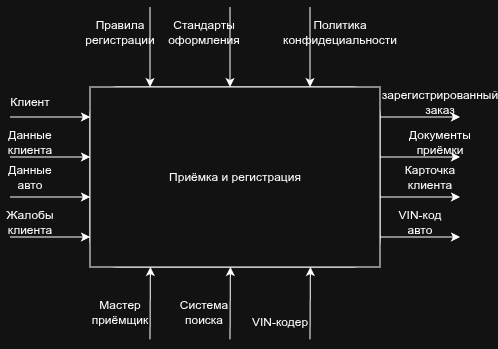 Правила
регистрации
Стандарты
оформления
Политика
конфидециальности
Клиент
Данные
клиента
Данные
авто
Жалобы
клиента
Приёмка и регистрация
зарегистрированный
заказ
Документы
приёмки
Карточка
клиента
VIN-код
авто
Мастер
приёмщик
Система
поиска
VIN-кодер